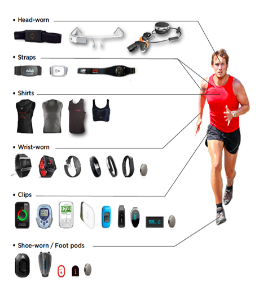 • Head-worn
• Straps
• Shirts
• Wrist-worn
• Clips
• Shoe-worn / Foot pods